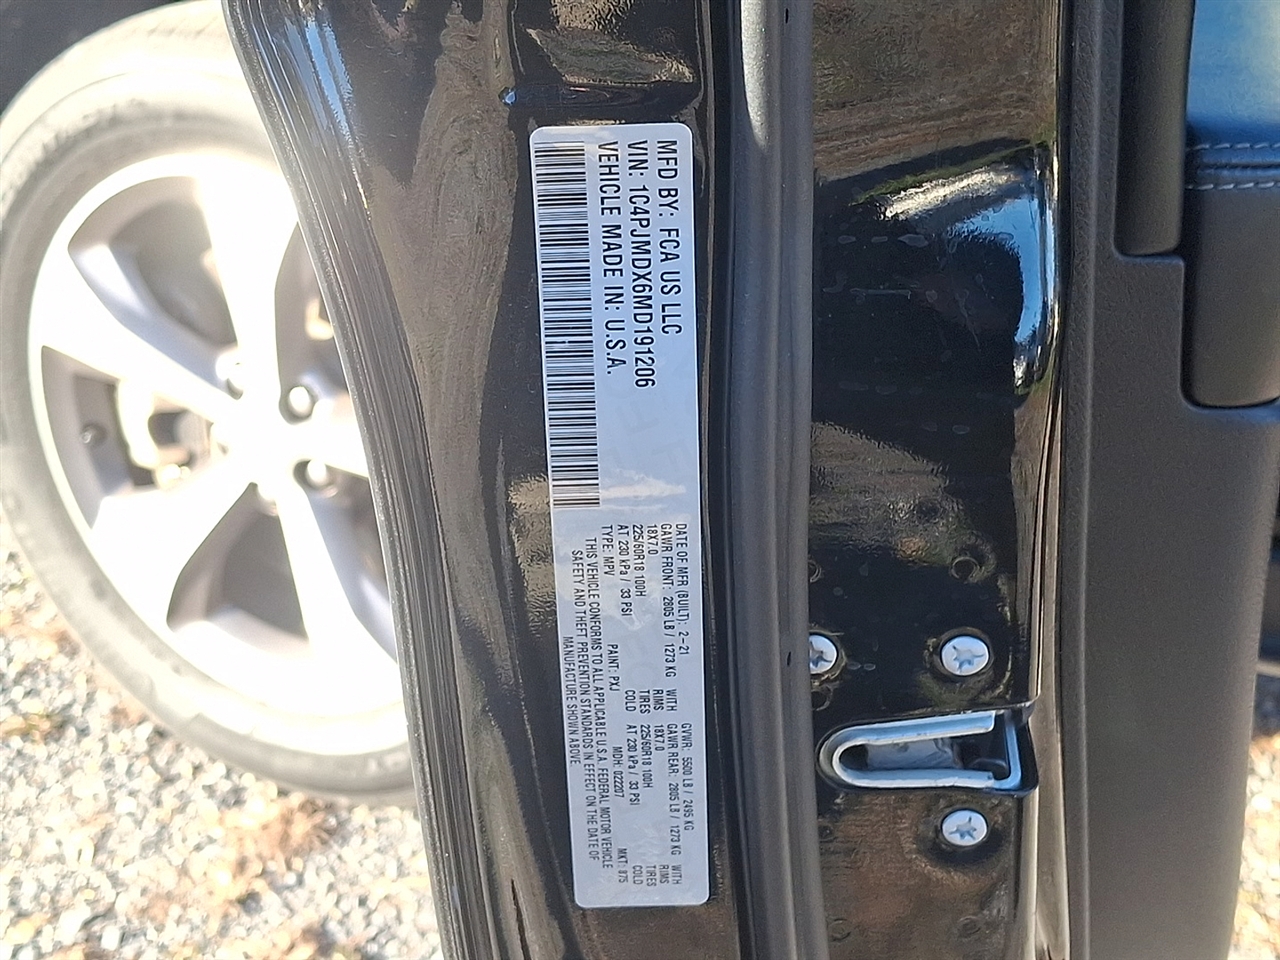 MFD BY: FCA US LLC
VIN: 1C4PJMDX6MD191206
VEHICLE MADE IN: U.S.A.
DATE OF MFR (BUILT): 2-21 GVWR: 5500 LB / 2495 KG
GAWR FRONT: 2805 LB / 1273 KG WITH GAWR REAR: 2805 LB / 1273 KG WITH
18X7.0 RIMS 18X7.0 RIMS
225/60R18 100H TIRES 225/60R18 100H TIRES
AT 230 kPa / 33 PSI COLD AT 230 kPa / 33 PSI COLD
TYPE: MPV PAINT: PXJ MDH: 022207 MKT: 875
THIS VEHICLE CONFORMS TO ALL APPLICABLE U.S.A. FEDERAL MOTOR VEHICLE
SAFETY AND THEFT PREVENTION STANDARDS IN EFFECT ON THE DATE OF
MANUFACTURE SHOWN ABOVE.